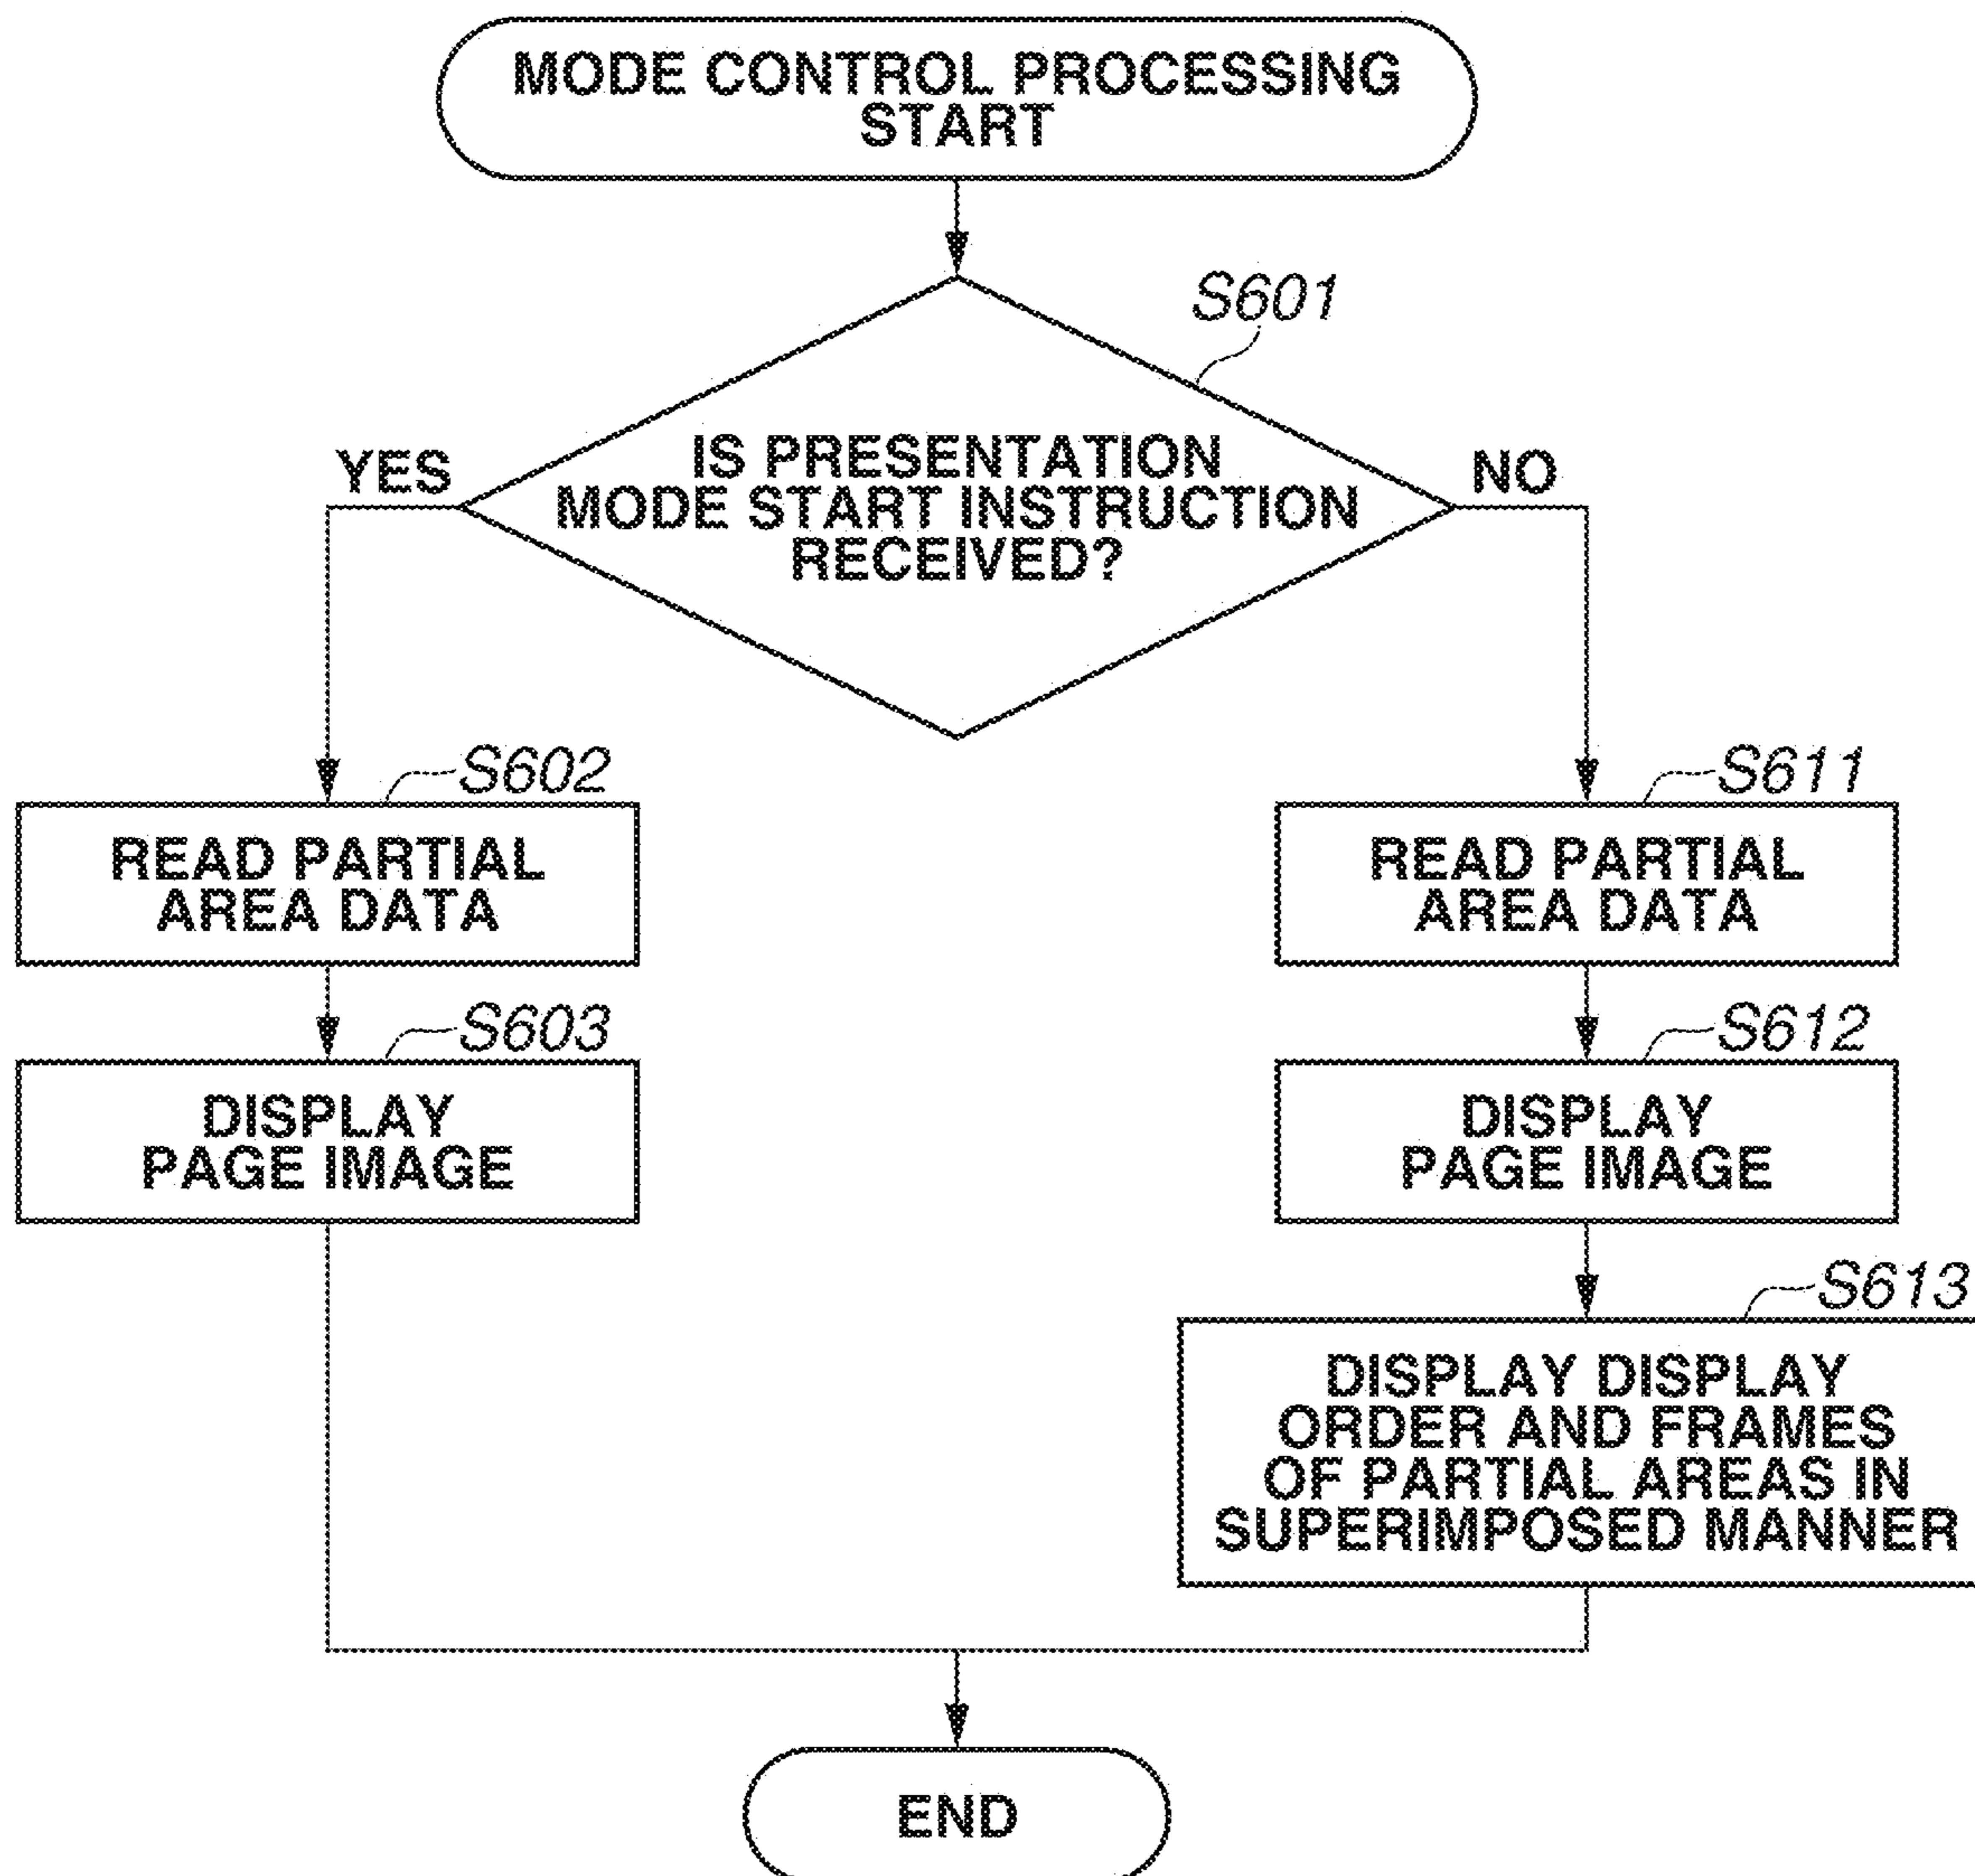 MODE CONTROL PROCESSING
START
S601
IS PRESENTATION
MODE START INSTRUCTION
RECEIVED?
YES
NO
S602
READ PARTIAL
AREA DATA
S603
DISPLAY
PAGE IMAGE
S611
READ PARTIAL
AREA DATA
S612
DISPLAY
PAGE IMAGE
S613
DISPLAY DISPLAY
ORDER AND FRAMES
OF PARTIAL AREAS IN
SUPERIMPOSED MANNER
END